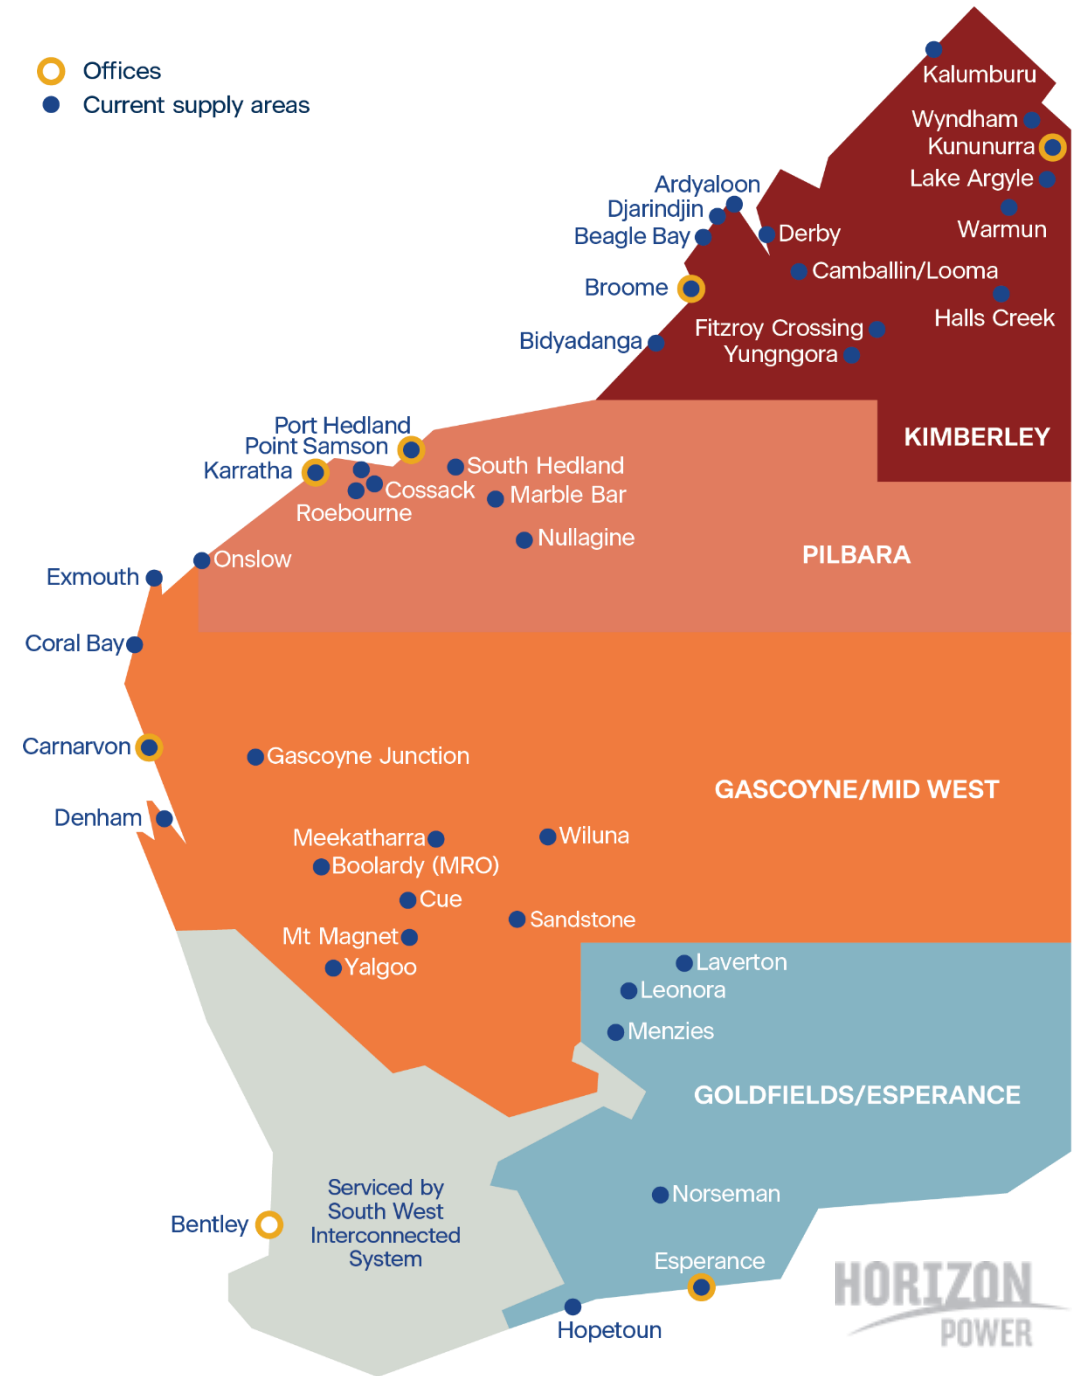 Offices
Current supply areas
Kalumburu
Wyndham
Kununurra
Lake Argyle
Warmun
Ardyaloon
Djarindjin
Beagle Bay
Derby
Camballin/Looma
Broome
Halls Creek
Bidyadanga
Fitzroy Crossing
Yungngora
KIMBERLEY
Port Hedland
Point Samson
Karratha
South Hedland
Cossack
Marble Bar
Roebourne
Nullagine
PILBARA
Onslow
Exmouth
Coral Bay
Carnarvon
Gascoyne Junction
GASCOYNE/MID WEST
Denham
Meekatharra
Wiluna
Boolardy (MRO)
Cue
Sandstone
Mt Magnet
Yalgoo
Laverton
Leonora
Menzies
GOLDFIELDS/ESPERANCE
Serviced by
South West
Interconnected
System
Bentley
Norseman
Esperance
Hopetoun
HORIZON
POWER